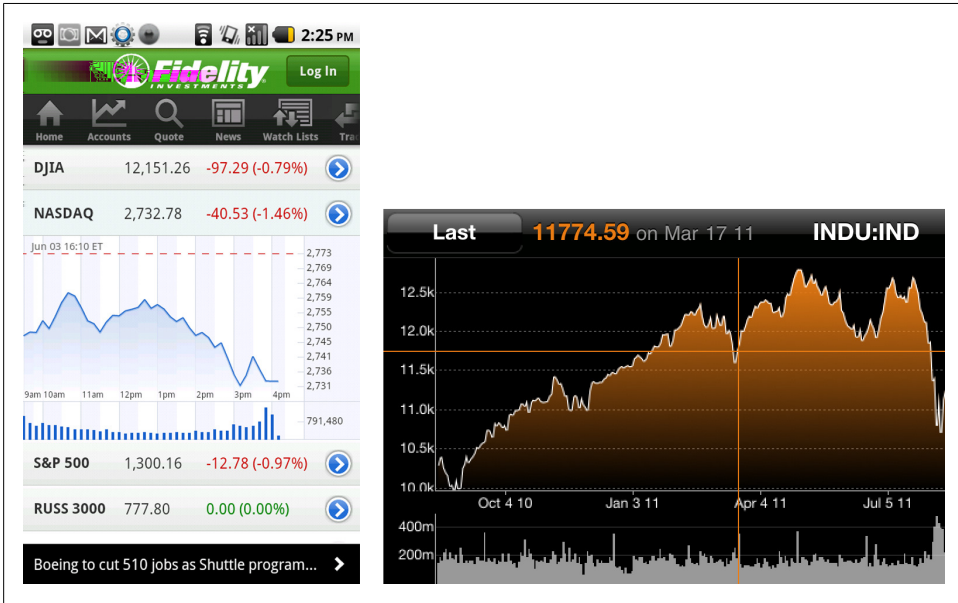 2:25 PM
Fidelity
INVESTMENTS
Log In
Home Accounts Quote News Watch Lists
DJIA 12,151.26 -97.29 (-0.79%)
NASDAQ 2,732.78 -40.53 (-1.46%)
Jun 03 16:10 ET
2,773
2,769
2,764
2,759
2,755
2,750
2,745
2,741
2,736
2,731
9am 10am 11am 12pm 1pm 2pm 3pm 4pm
791,480
S&P 500 1,300.16 -12.78 (-0.97%)
RUSS 3000 777.80 0.00 (0.00%)
Boeing to cut 510 jobs as Shuttle program...
Last 11774.59 on Mar 17 11 INDU:IND
12.5k
12.0k
11.5k
11.0k
10.5k
10.0k
Oct 4 10 Jan 3 11 Apr 4 11 Jul 5 11
400m
200m